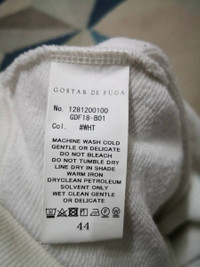 GOSTAR DE FUGA
No. 1281200100
GDF18-B01
Col. #WHT
MACHINE WASH COLD
GENTLE OR DELICATE
DO NOT BLEACH
DO NOT TUMBLE DRY
LINE DRY IN SHADE
WARM IRON
DRYCLEAN PETROLEUM
SOLVENT ONLY
WET CLEAN GENTLE
OR DELICATE
44